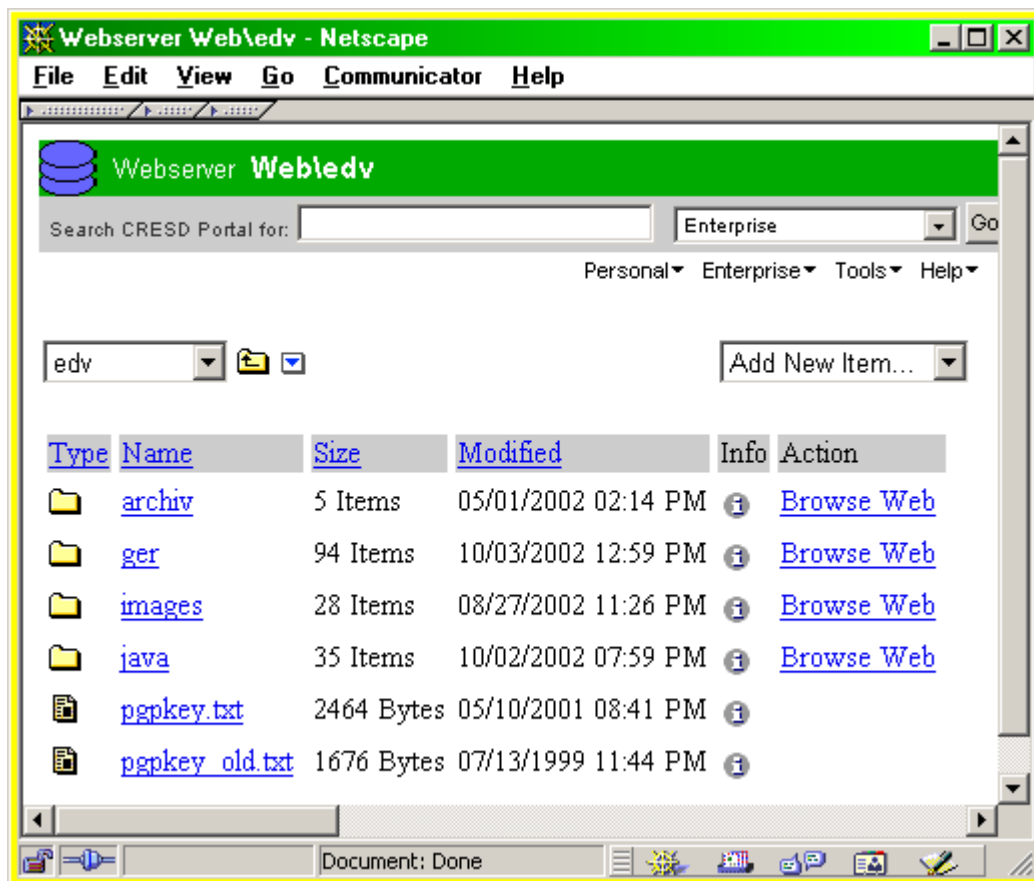 Webserver Web\edv - Netscape
File Edit View Go Communicator Help
Webserver Web\edv
Search CRESD Portal for: Enterprise Go
Personal Enterprise Tools Help
edv Add New Item...
Type Name Size Modified Info Action
archiv 5 Items 05/01/2002 02:14 PM i Browse Web
ger 94 Items 10/03/2002 12:59 PM i Browse Web
images 28 Items 08/27/2002 11:26 PM i Browse Web
java 35 Items 10/02/2002 07:59 PM i Browse Web
pgpkey.txt 2464 Bytes 05/10/2001 08:41 PM i
pgpkey_old.txt 1676 Bytes 07/13/1999 11:44 PM i
Document: Done